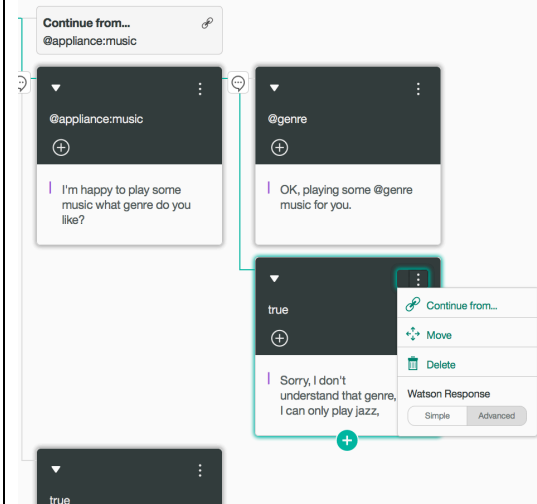 Continue from...
@appliance:music
@appliance:music
I'm happy to play some
music what genre do you
like?
@genre
OK, playing some @genre
music for you.
true
Sorry, I don't
understand that genre,
I can only play jazz,
Continue from...
Move
Delete
Watson Response
Simple Advanced
true